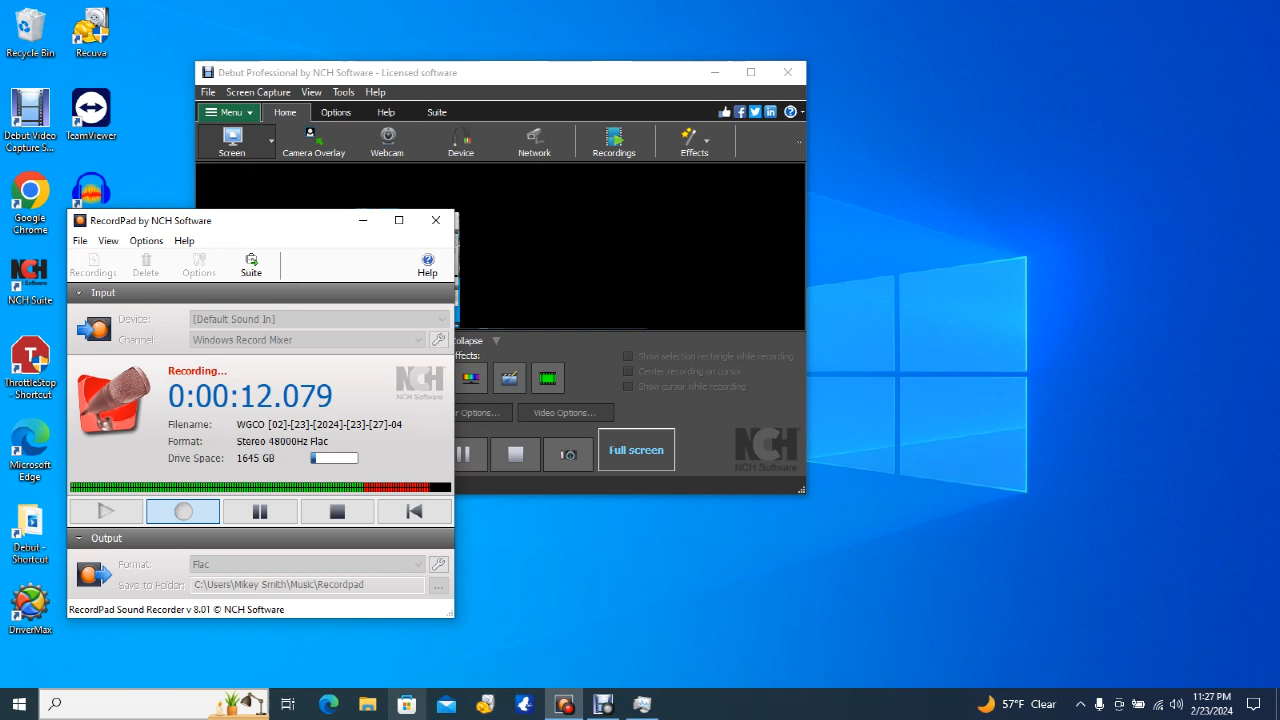 Recycle Bin
Recuva
Debut Video
Capture S...
TeamViewer
Google
Chrome
NCH
Software
NCH Suite
ThrottleStop
- Shortcut
Microsoft
Edge
Debut -
Shortcut
DriverMax
Debut Professional by NCH Software - Licensed software
File Screen Capture View Tools Help
Menu Home Options Help Suite
Screen Camera Overlay Webcam Device Network Recordings Effects
RecordPad by NCH Software
File View Options Help
Recordings Delete Options Suite Help
Input
Device: [Default Sound In]
Channel: Windows Record Mixer
Recording...
0:00:12.079
NCH
NCH Software
Filename: WGCO [02]-[23]-[2024]-[23]-[27]-04
Format: Stereo 48000Hz Flac
Drive Space: 1645 GB
Output
Format: Flac
Save to Folder: C:\Users\Mikey Smith\Music\Recordpad
...
RecordPad Sound Recorder v 8.01 © NCH Software
ollapse
ffects:
Show selection rectangle while recording
Center recording on cursor
Show cursor while recording
r Options...
Video Options...
Full screen
NCH
NCH Software
57°F Clear
11:27 PM
2/23/2024